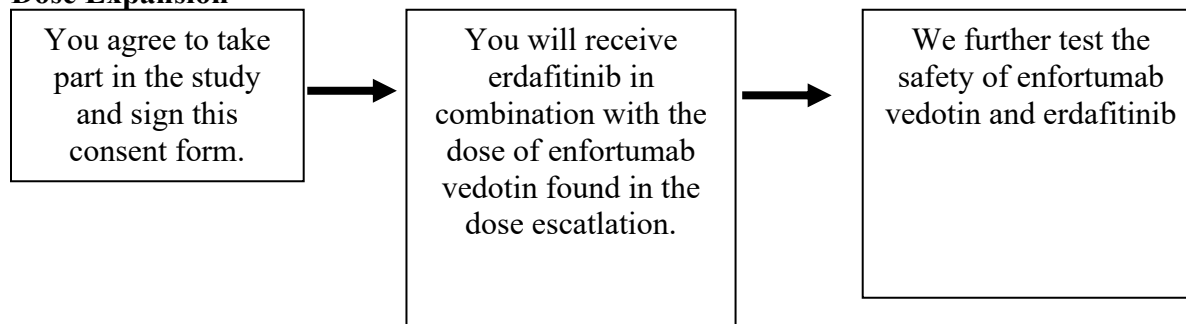 Dose Expansion
You agree to take
part in the study
and sign this
consent form.
You will receive
erdafitinib in
combination with the
dose of enfortumab
vedotin found in the
dose escatlation.
We further test the
safety of enfortumab
vedotin and erdafitinib